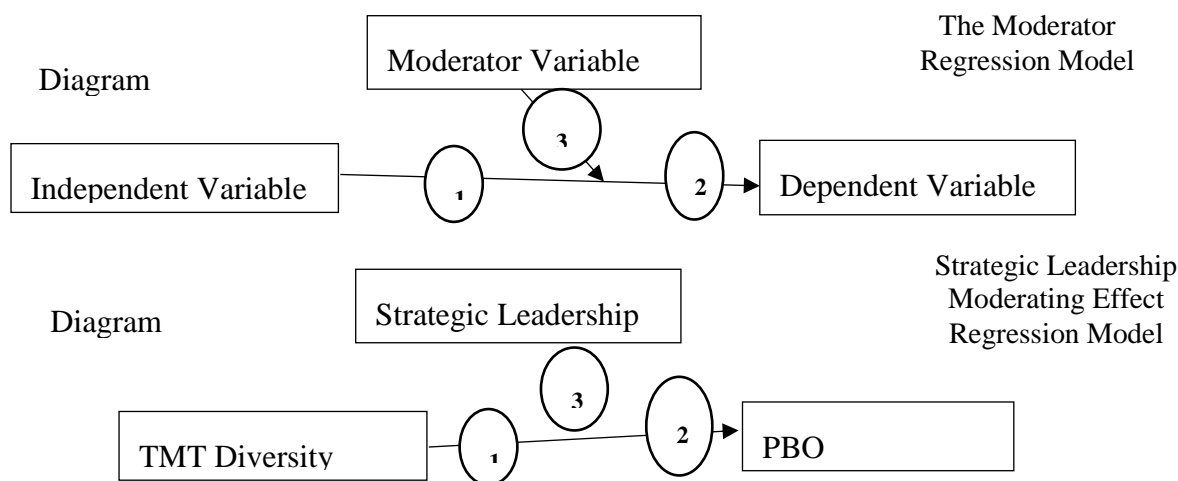 The Moderator
Regression Model
Diagram
Moderator Variable
3
Independent Variable
1
2
Dependent Variable
Strategic Leadership
Moderating Effect
Regression Model
Diagram
Strategic Leadership
3
TMT Diversity
1
2
PBO